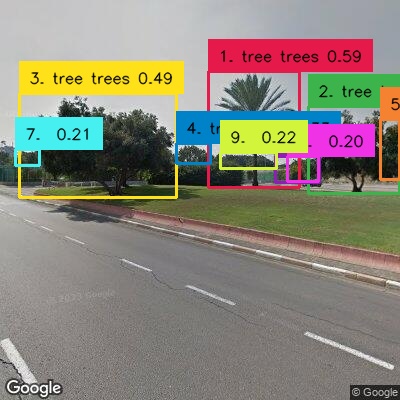 1. tree trees 0.59
3. tree trees 0.49
2. tree t
5
4. tr
7. 0.21
9. 0.22
0.20
© 2023 Google
Google
© Google